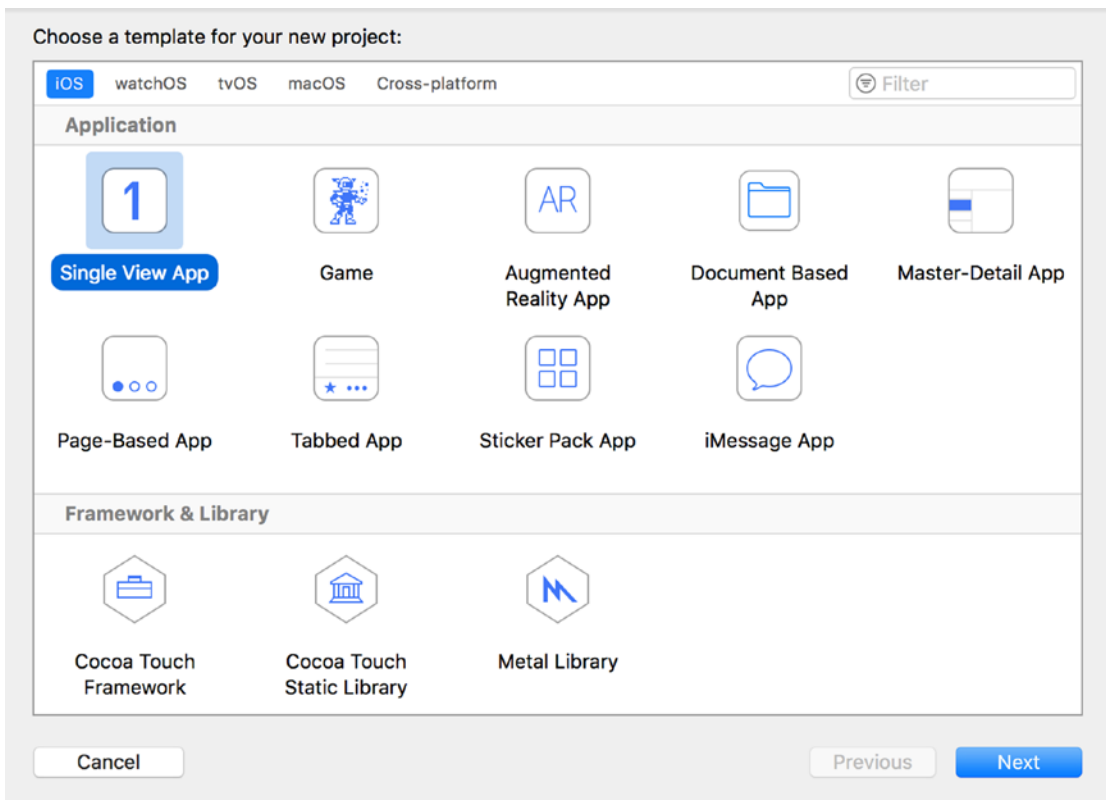 Choose a template for your new project:
iOS watchOS tvOS macOS Cross-platform Filter
Application
1 AR
Single View App Game Augmented Reality App Document Based App Master-Detail App
Page-Based App Tabbed App Sticker Pack App iMessage App
Framework & Library
Cocoa Touch Framework Cocoa Touch Static Library Metal Library
Cancel Previous Next